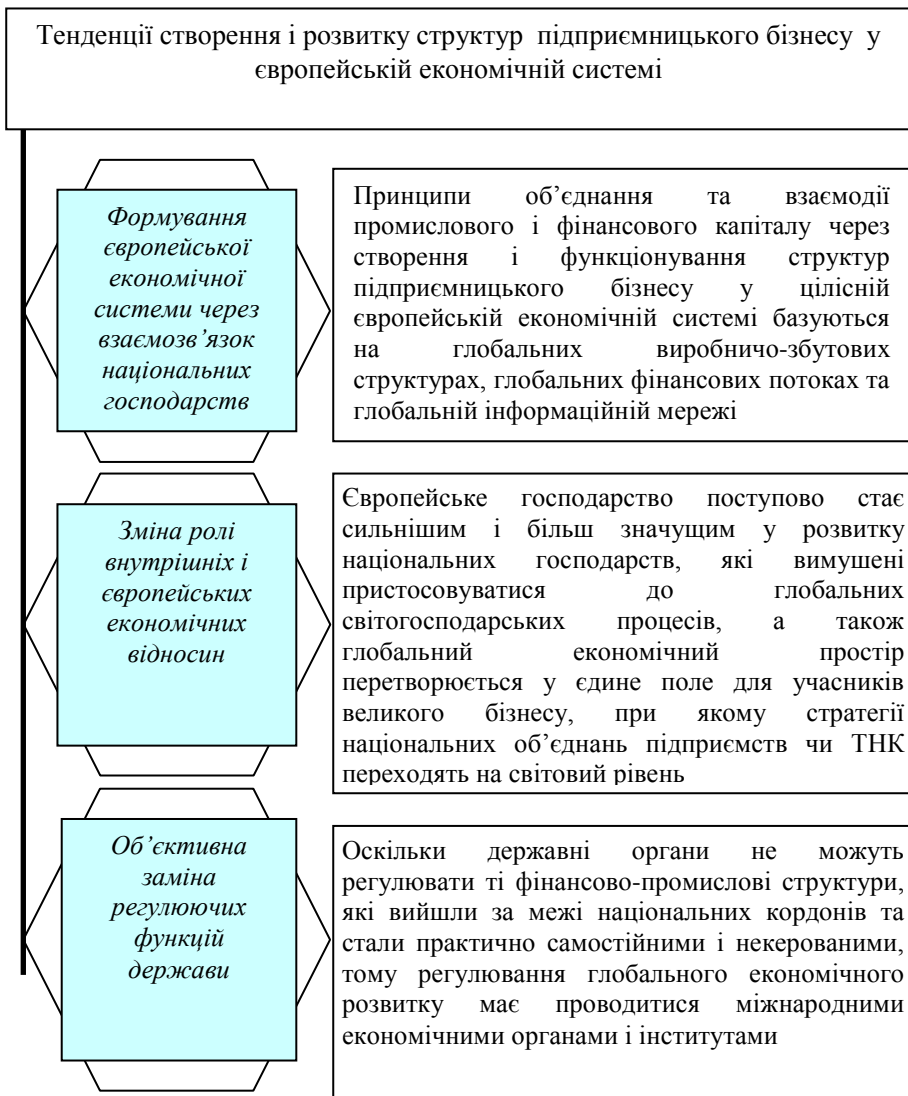 Тенденції створення і розвитку структур підприємницького бізнесу у
європейській економічній системі
Формування
європейської
економічної
системи через
взаємозв’язок
національних
господарств
Принципи об’єднання та взаємодії
промислового і фінансового капіталу через
створення і функціонування структур
підприємницького бізнесу у цілісній
європейській економічній системі базуються
на глобальних виробничо-збутових
структурах, глобальних фінансових потоках та
глобальній інформаційній мережі
Зміна ролі
внутрішніх і
європейських
економічних
відносин
Європейське господарство поступово стає
сильнішим і більш значущим у розвитку
національних господарств, які вимушені
пристосовуватися до глобальних
світогосподарських процесів, а також
глобальний економічний простір
перетворюється у єдине поле для учасників
великого бізнесу, при якому стратегії
національних об’єднань підприємств чи ТНК
переходять на світовий рівень
Об’єктивна
заміна
регулюючих
функцій
держави
Оскільки державні органи не можуть
регулювати ті фінансово-промислові структури,
які вийшли за межі національних кордонів та
стали практично самостійними і некерованими,
тому регулювання глобального економічного
розвитку має проводитися міжнародними
економічними органами і інститутами